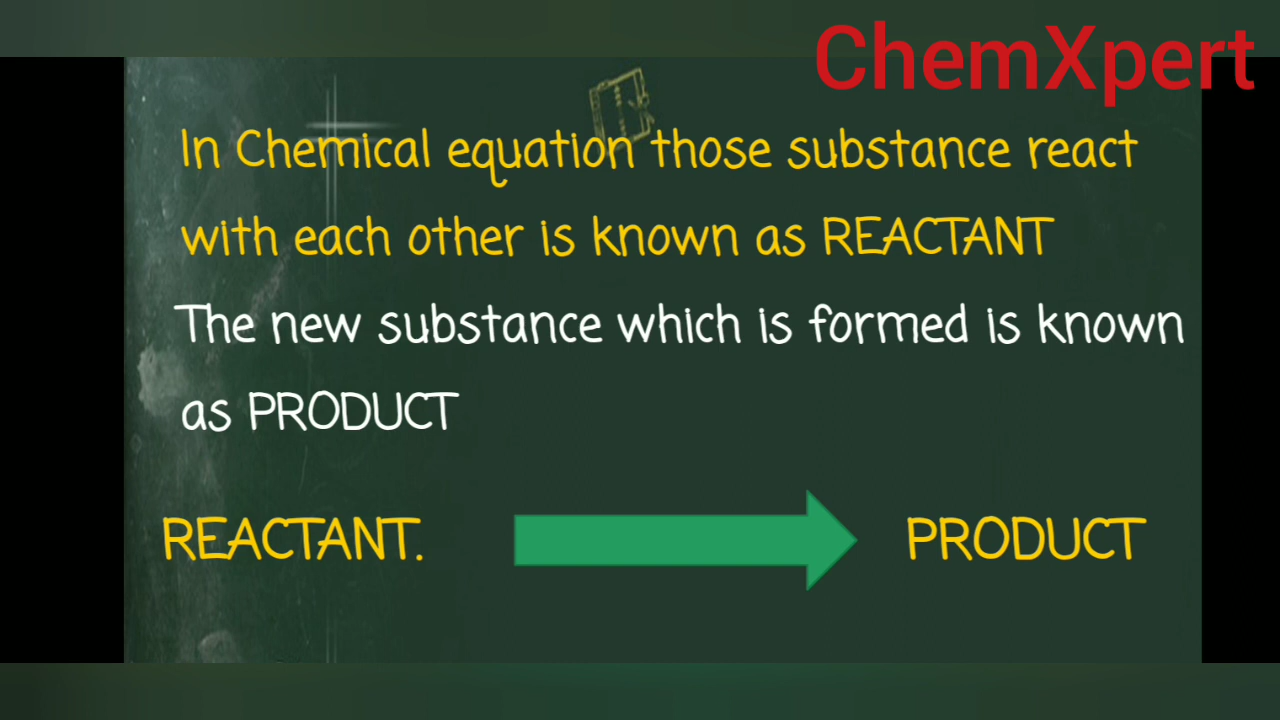 ChemXpert
In Chemical equation those substance react
with each other is known as REACTANT
The new substance which is formed is known
as PRODUCT
REACTANT. PRODUCT